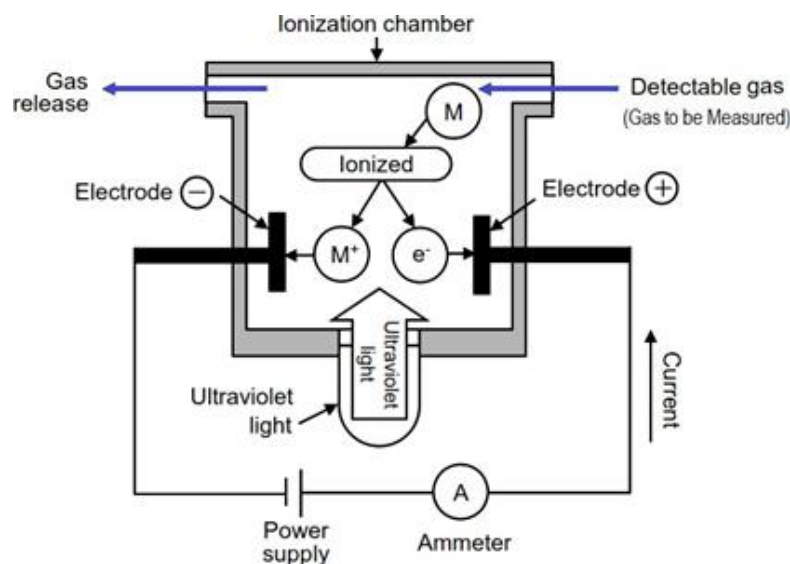 Ionization chamber
Gas
release
Detectable gas
(Gas to be Measured)
M
Ionized
Electrode −
Electrode +
M⁺
e⁻
Ultraviolet
light
Ultraviolet
light
Current
A
Power
supply
Ammeter